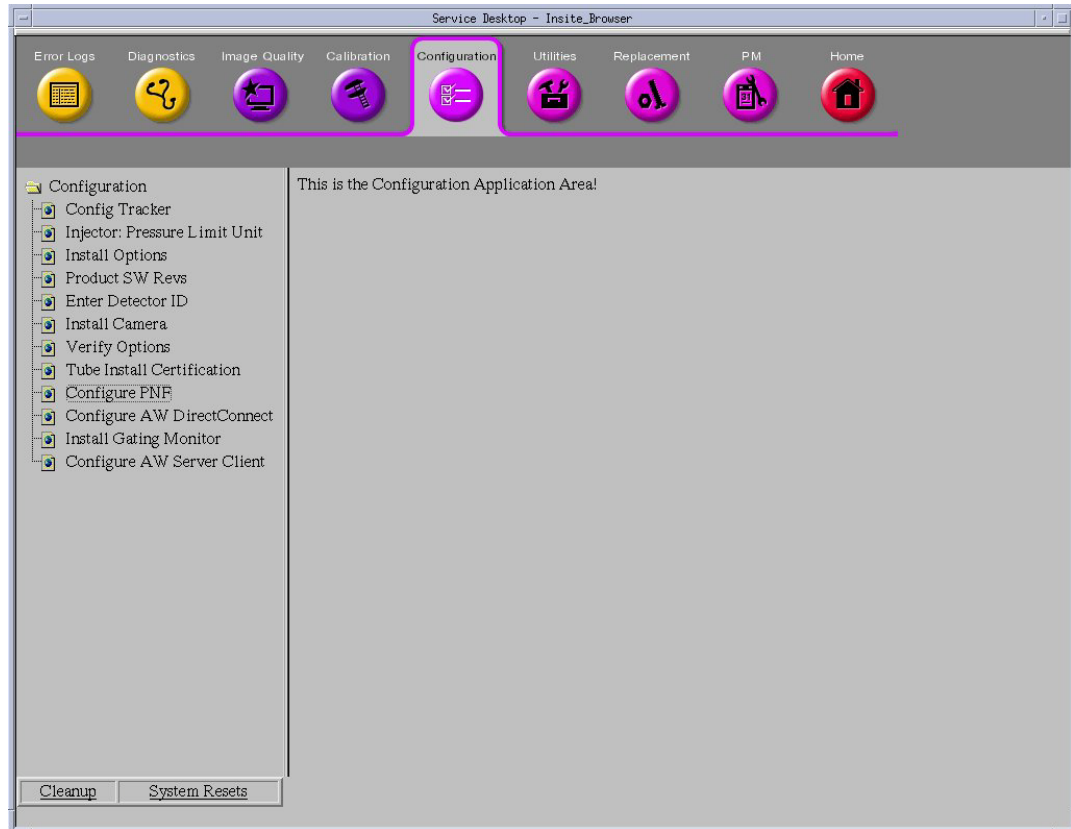 Service Desktop - Insite_Browser
Error Logs
Diagnostics
Image Quality
Calibration
Configuration
Utilities
Replacement
PM
Home
31
Configuration
Config Tracker
Injector: Pressure Limit Unit
Install Options
Product SW Revs
Enter Detector ID
Install Camera
Verify Options
Tube Install Certification
Configure PNF
Configure AW DirectConnect
Install Gating Monitor
Configure AW Server Client
This is the Configuration Application Area!
Cleanup
System Resets